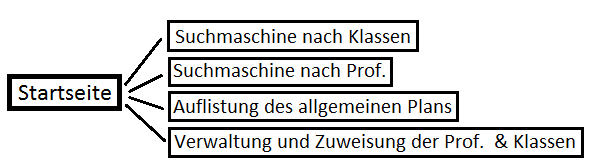 Suchmaschine nach Klassen
Suchmaschine nach Prof.
Startseite
Auflistung des allgemeinen Plans
Verwaltung und Zuweisung der Prof. & Klassen